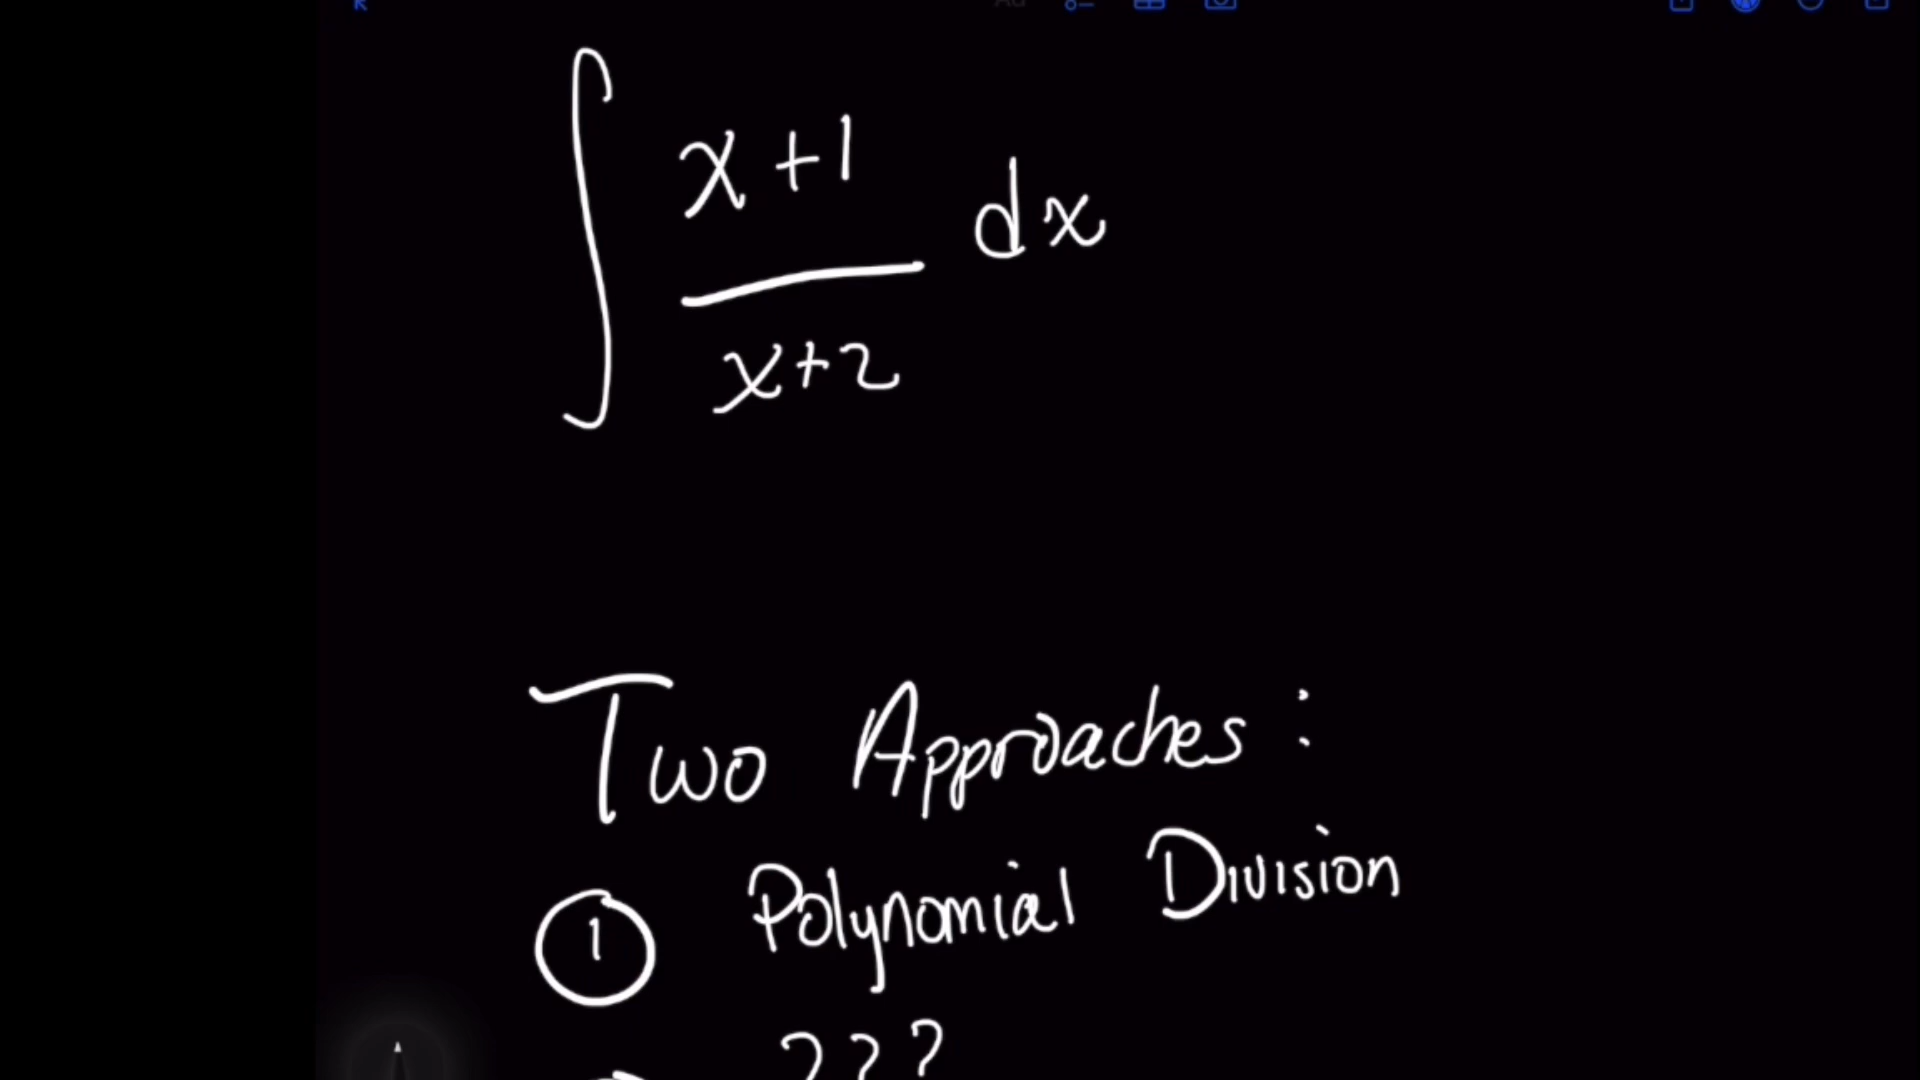 ∫ x+1 / x+2 dx
Two Approaches:
1 Polynomial Division
???